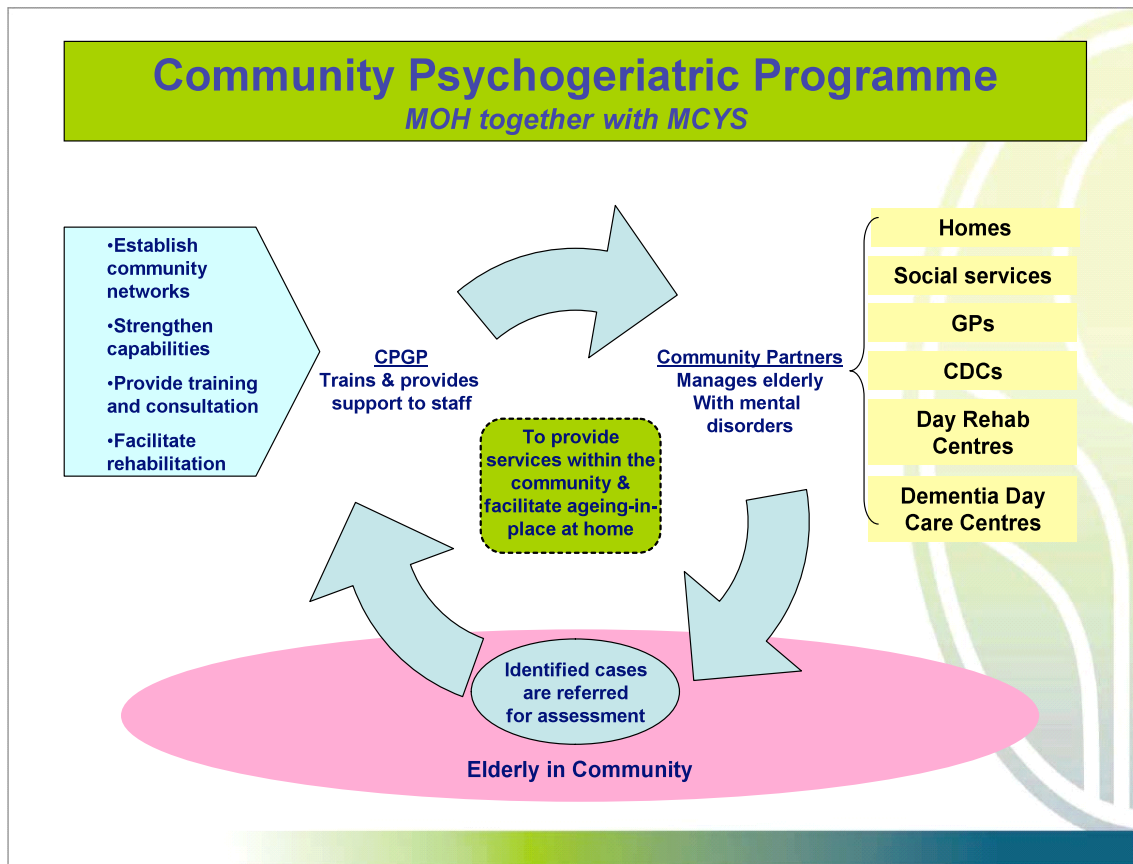 Community Psychogeriatric Programme
MOH together with MCYS
•Establish
community
networks
•Strengthen
capabilities
•Provide training
and consultation
•Facilitate
rehabilitation
CPGP
Trains & provides
support to staff
Community Partners
Manages elderly
With mental
disorders
Homes
Social services
GPs
CDCs
Day Rehab
Centres
Dementia Day
Care Centres
To provide
services within the
community &
facilitate ageing-in-
place at home
Identified cases
are referred
for assessment
Elderly in Community